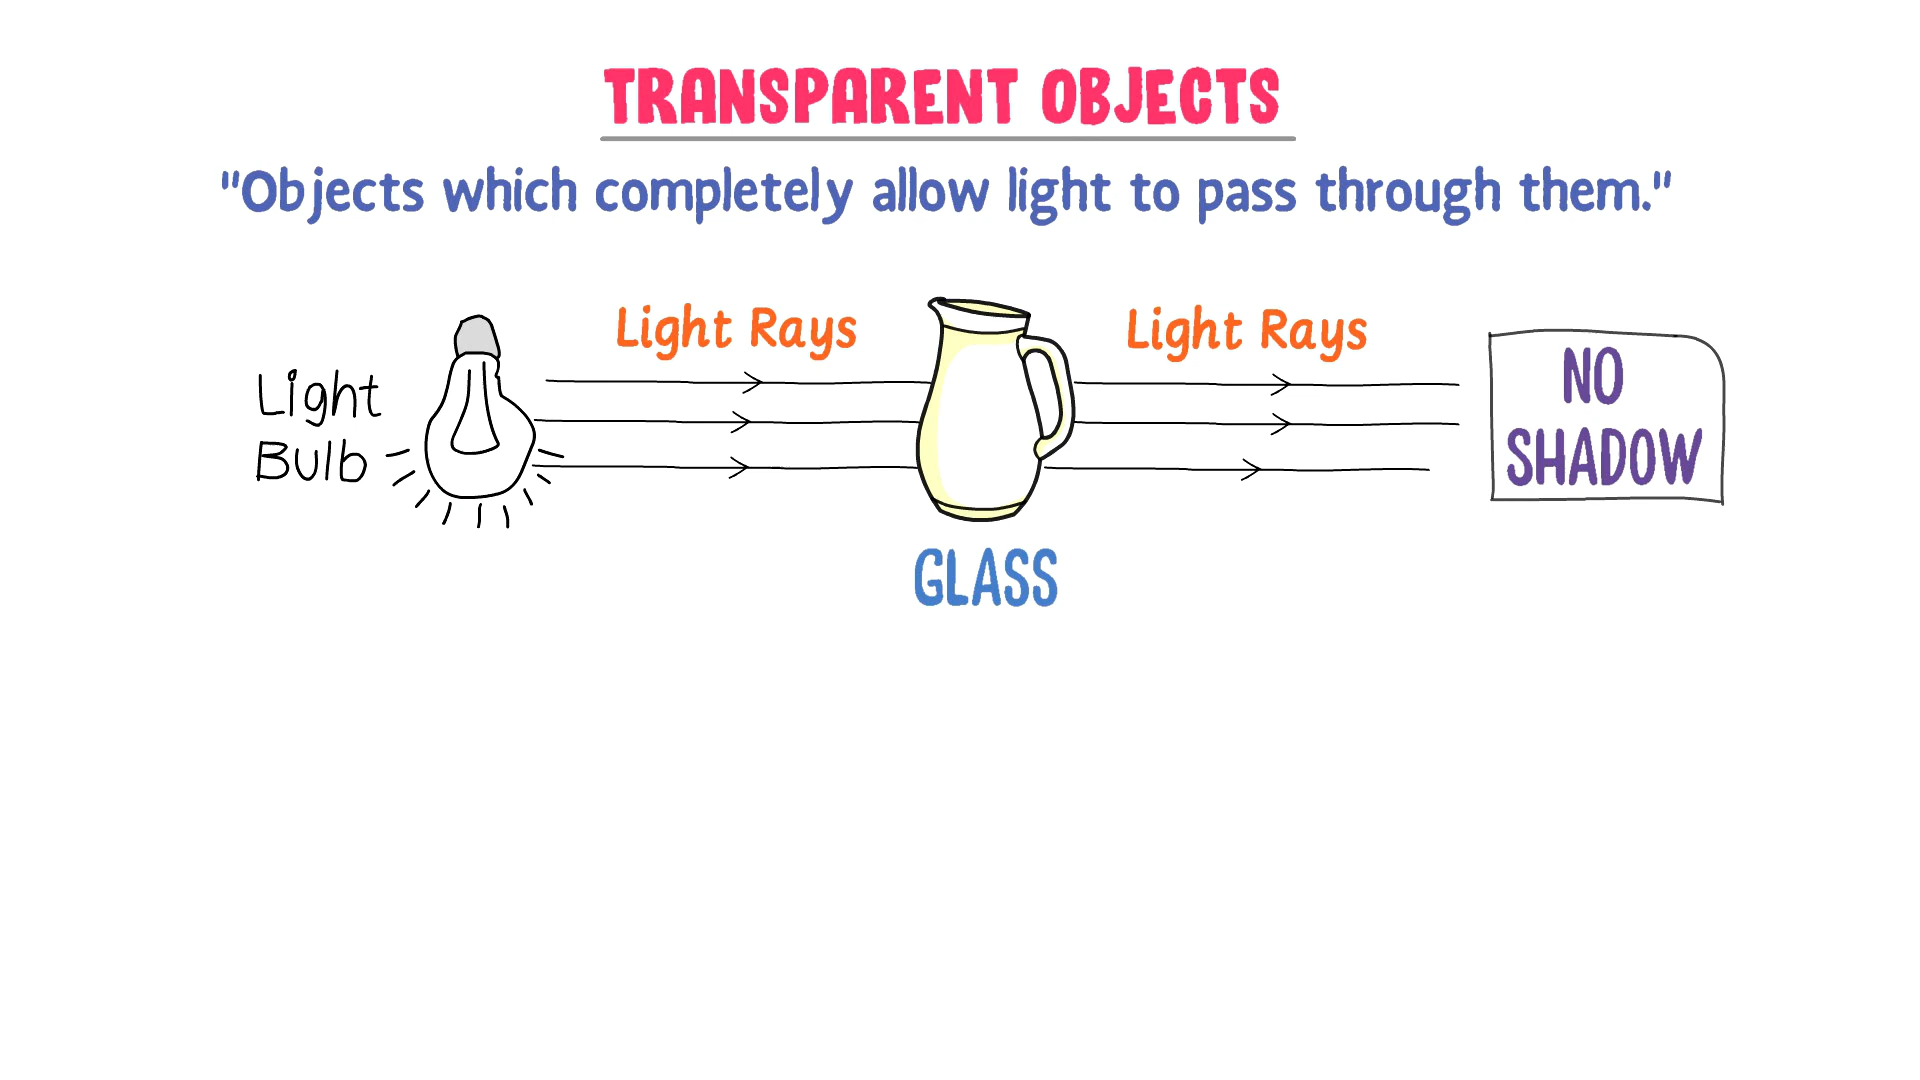 TRANSPARENT OBJECTS
"Objects which completely allow light to pass through them."
Light Rays
Light Rays
Light
Bulb
NO
SHADOW
GLASS